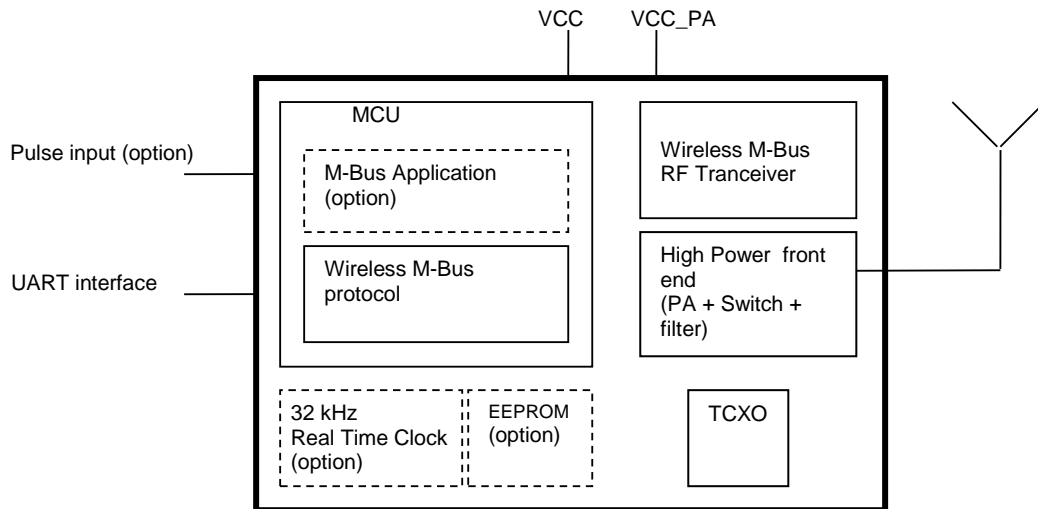 VCC
VCC_PA
MCU
Pulse input (option)
M-Bus Application
(option)
Wireless M-Bus
RF Tranceiver
UART interface
Wireless M-Bus
protocol
High Power front
end
(PA + Switch +
filter)
32 kHz
Real Time Clock
(option)
EEPROM
(option)
TCXO